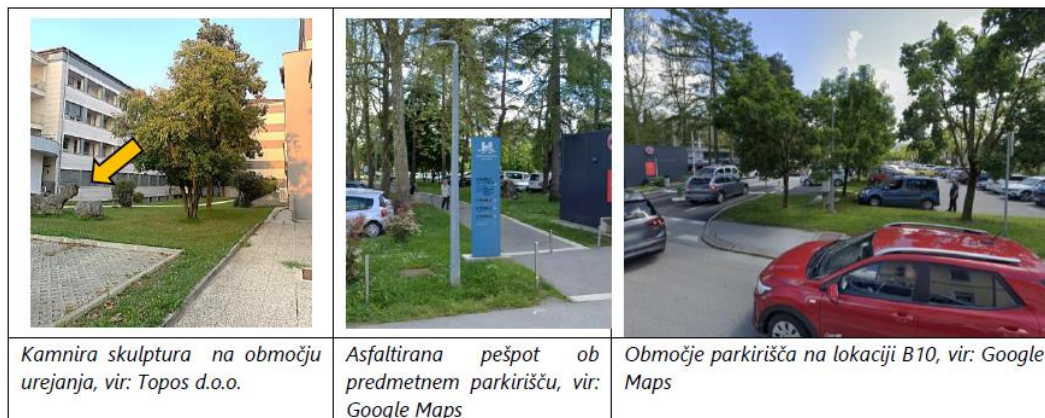 Kamnira skulptura na območju
urejanja, vir: Topos d.o.o.
Asfaltirana pešpot ob
predmetnem parkirišču, vir:
Google Maps
Območje parkirišča na lokaciji B10, vir: Google
Maps